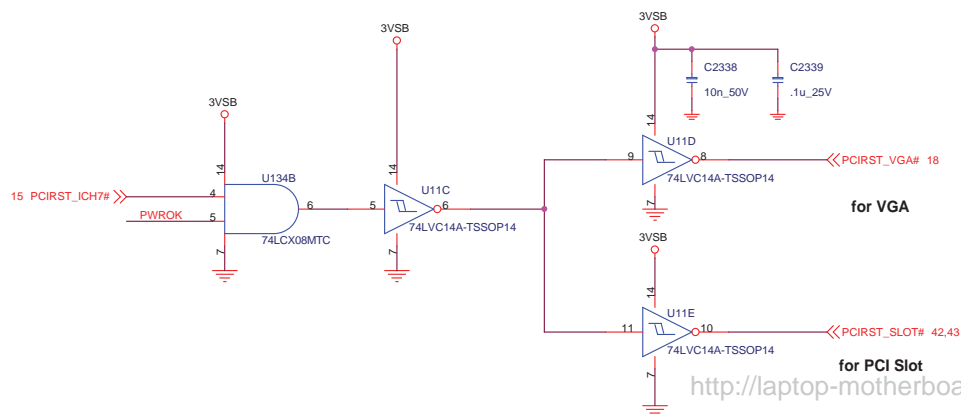 3VSB
3VSB
C2338
C2339
10n_50V
.1u_25V
3VSB
14
U11D
9
8
PCIRST_VGA# 18
74LVC14A-TSSOP14
7
for VGA
14
14
U134B
U11C
15 PCIRST_ICH7#
4
6
5
6
PWROK
5
74LCX08MTC
74LVC14A-TSSOP14
7
7
3VSB
14
U11E
11
10
PCIRST_SLOT# 42,43
74LVC14A-TSSOP14
7
for PCI Slot
http://laptop-motherboa